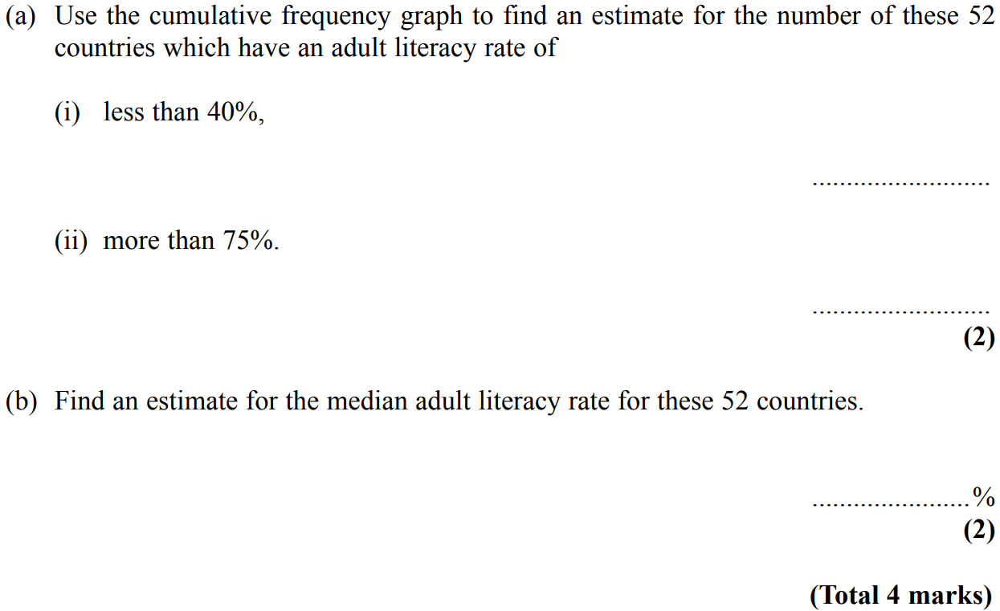 (a) Use the cumulative frequency graph to find an estimate for the number of these 52
countries which have an adult literacy rate of
(i) less than 40%,
..........................
(ii) more than 75%.
..........................
(2)
(b) Find an estimate for the median adult literacy rate for these 52 countries.
.......................%
(2)
(Total 4 marks)